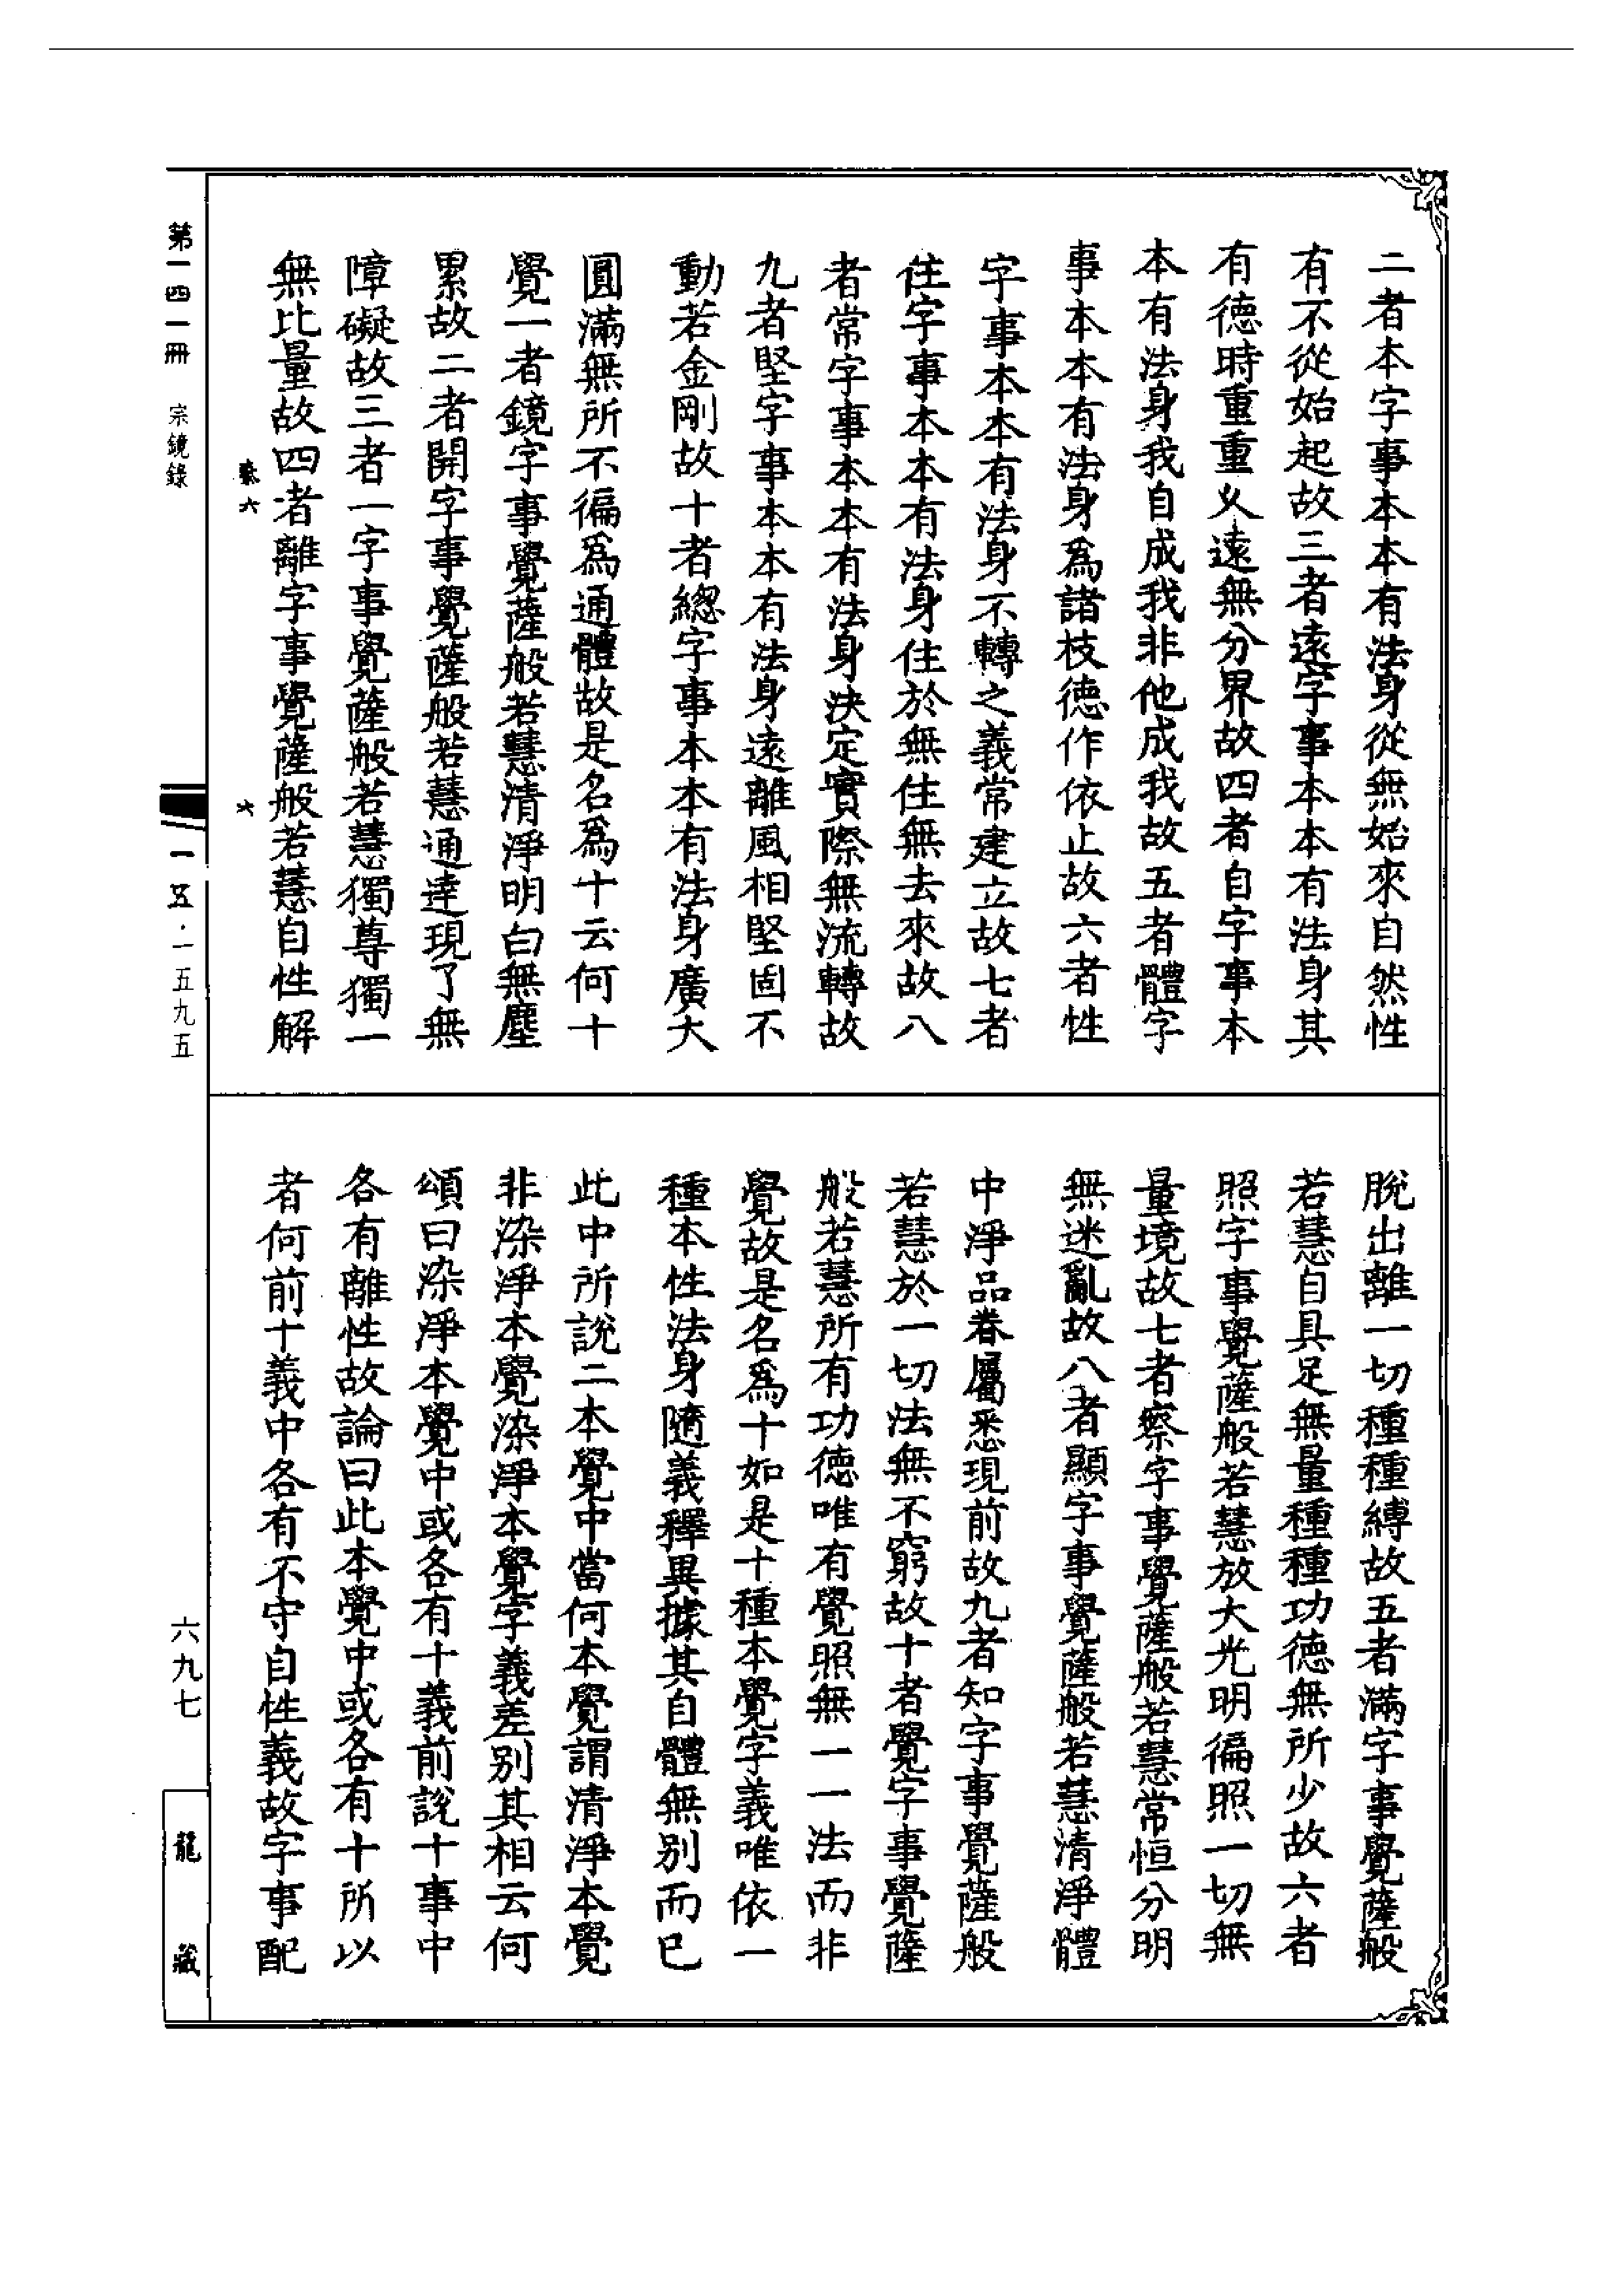 二者本字事本本有法身從無始來自然性
有不從始起故三者遠字事本本有法身其
有德時重重乂遠無分界故四者自字事本
本有法身我自成我非他成我故五者體字
事本本有法身爲諸枝德作依止故六者性
字事本本有法身不轉之義常建立故七者
住字事本本有法身住於無住無去來故八
者常字事本本有法身決定實際無流轉故
九者堅字事本本有法身遠離風相堅固不
動若金剛故十者總字事本本有法身廣大
圓滿無所不徧爲通體故是名爲十云何十
覺一者鏡字事覺薩般若慧清淨明白無塵
累故二者開字事覺薩般若慧通達現了無
障礙故三者一字事覺薩般若慧獨尊獨一
無比量故四者離字事覺薩般若慧自性解
脫出離一切種種縛故五者滿字事覺薩般
若慧自具足無量種種功德無所少故六者
照字事覺薩般若慧放大光明徧照一切無
量境故七者察字事覺薩般若慧常恒分明
無迷亂故八者顯字事覺薩般若慧清淨體
中淨品眷屬悉現前故九者知字事覺薩般
若慧於一切法無不窮故十者覺字事覺薩
般若慧所有功德唯有覺照無一一法而非
覺故是名爲十如是十種本覺字義唯依一
種本性法身隨義釋異據其自體無別而已
此中所說二本覺中當何本覺謂清淨本覺
非染淨本覺染淨本覺字義差別其相云何
頌曰染淨本覺中或各有十義前說十事中
各有離性故論曰此本覺中或各有十所以
者何前十義中各有不守自性義故字事配
卷六
六
第一四一冊 宗鏡錄
一五·一五九五
六九七
龍藏